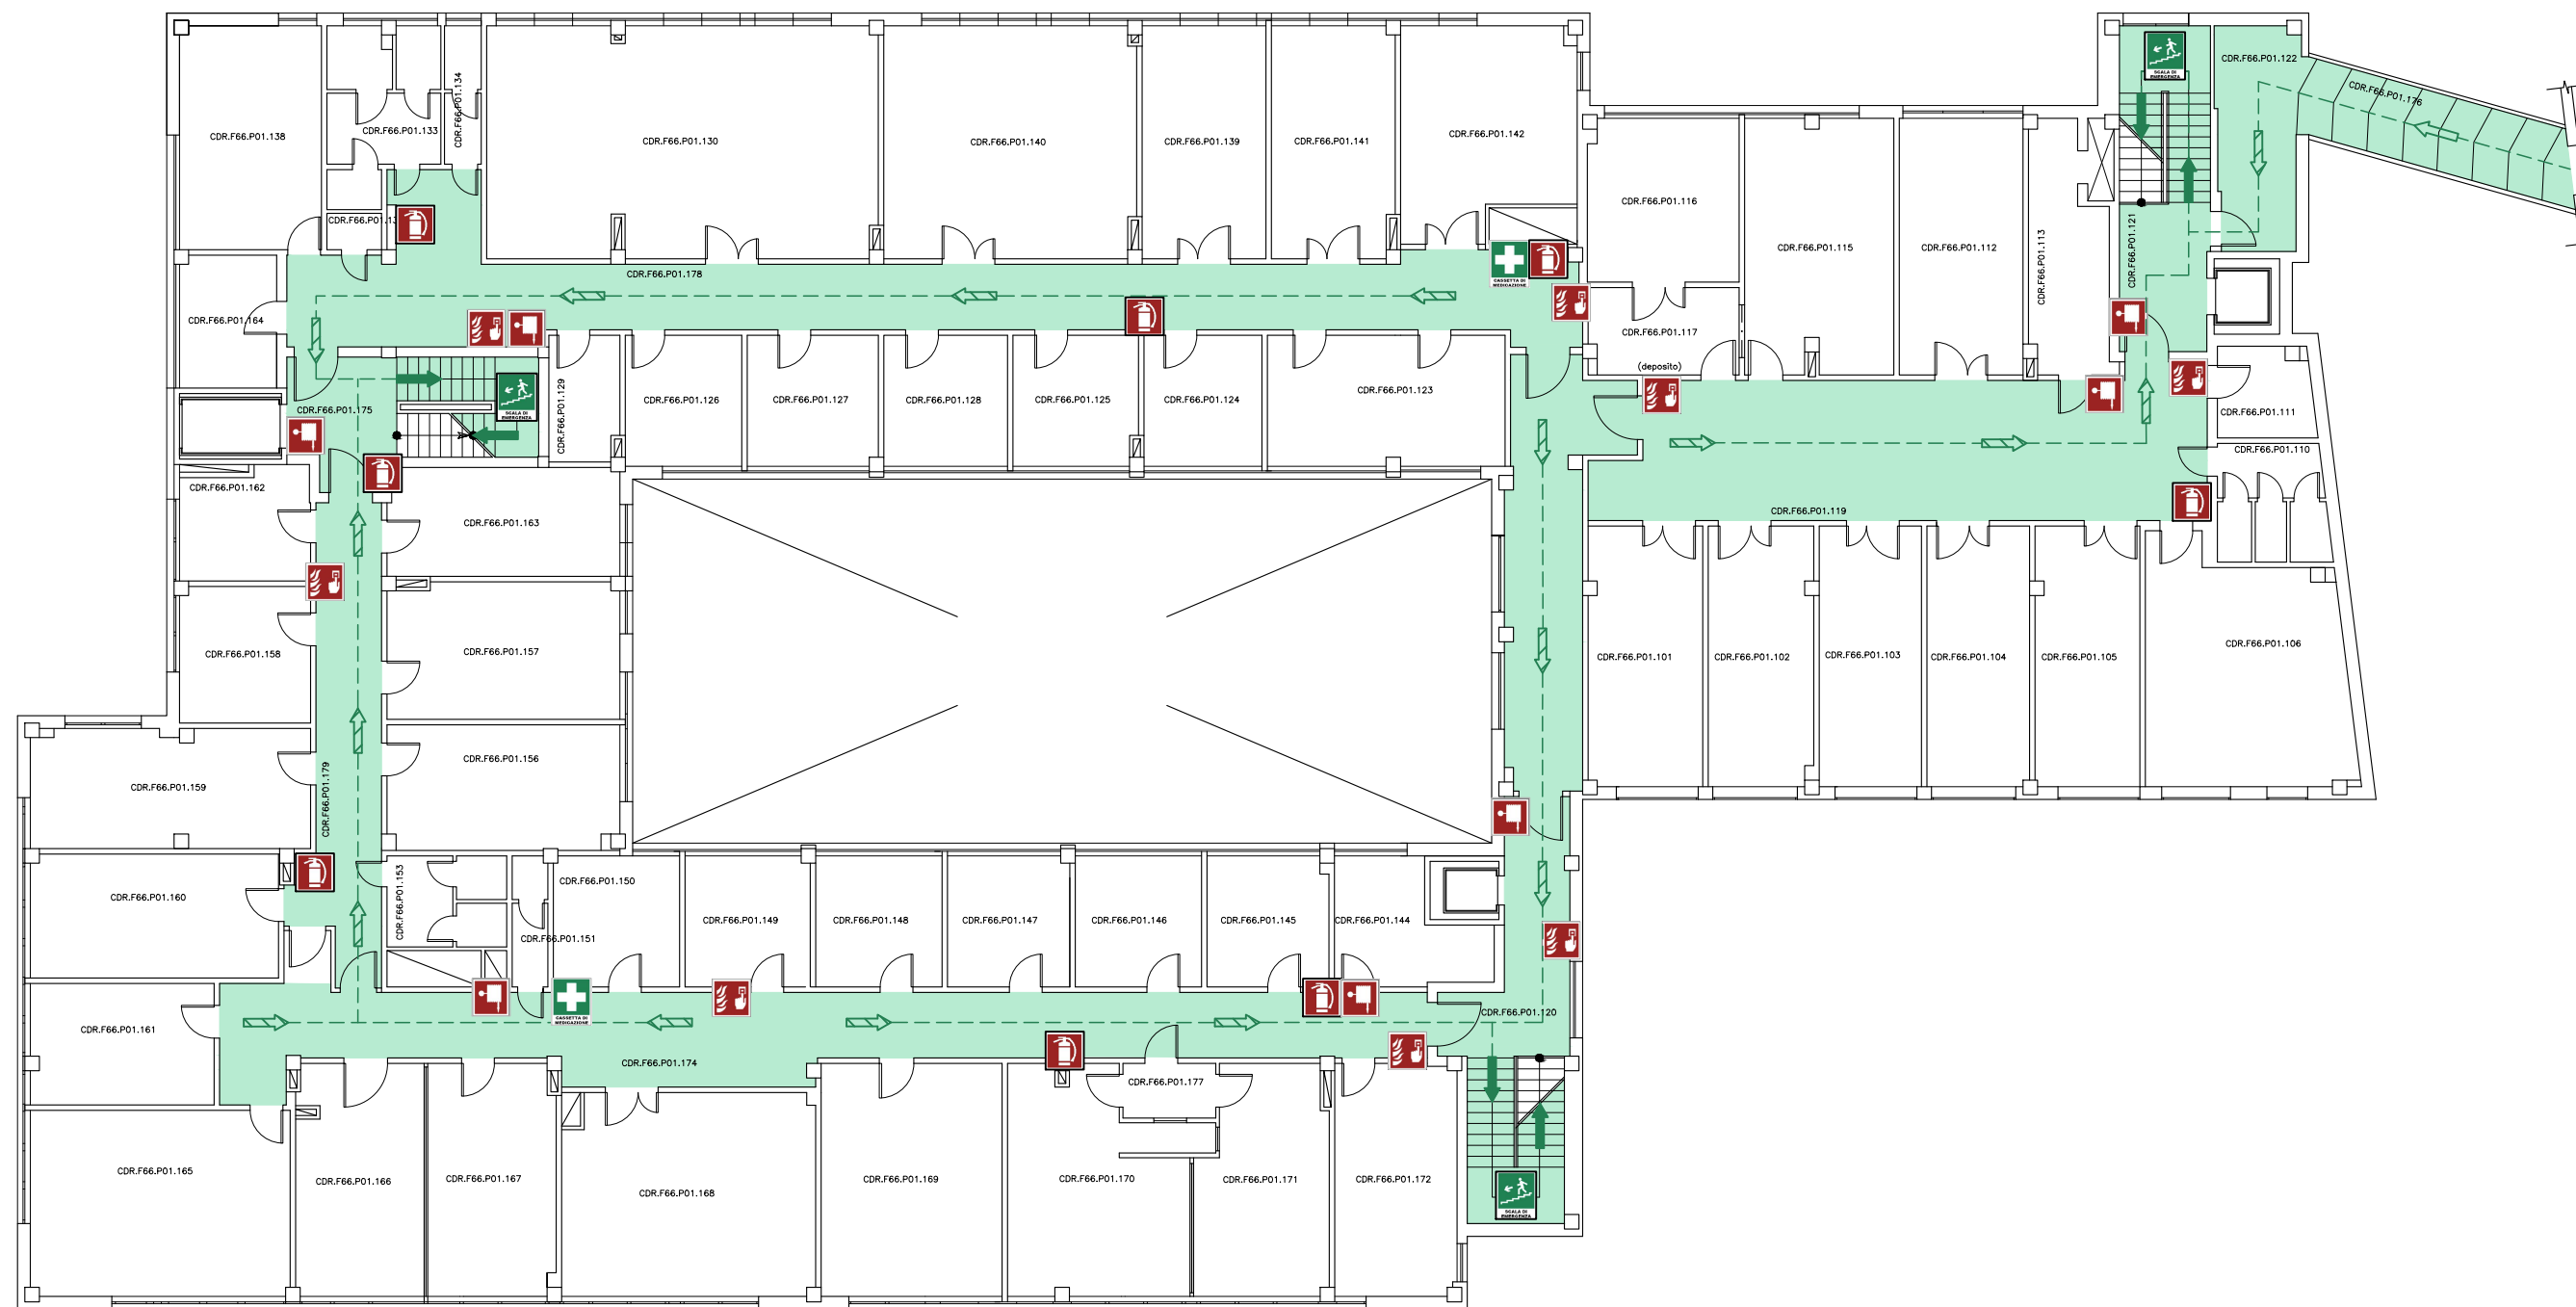 CDR.F66.P01.122
CDR.F66.P01.176
SCALA DI
EMERGENZA
CDR.F66.P01.134
CDR.F66.P01.133
CDR.F66.P01.138
CDR.F66.P01.130
CDR.F66.P01.140
CDR.F66.P01.139
CDR.F66.P01.141
CDR.F66.P01.142
CDR.F66.P01.116
CDR.F66.P01.115
CDR.F66.P01.112
CDR.F66.P01.113
CDR.F66.P01.121
CDR.F66.P01.13
CDR.F66.P01.178
CASSETTA DI
MEDICAZIONE
CDR.F66.P01.164
CDR.F66.P01.117
(deposito)
CDR.F66.P01.175
SCALA DI
EMERGENZA
CDR.F66.P01.129
CDR.F66.P01.126
CDR.F66.P01.127
CDR.F66.P01.128
CDR.F66.P01.125
CDR.F66.P01.124
CDR.F66.P01.123
CDR.F66.P01.111
CDR.F66.P01.110
CDR.F66.P01.162
CDR.F66.P01.163
CDR.F66.P01.119
CDR.F66.P01.158
CDR.F66.P01.157
CDR.F66.P01.101
CDR.F66.P01.102
CDR.F66.P01.103
CDR.F66.P01.104
CDR.F66.P01.105
CDR.F66.P01.106
CDR.F66.P01.159
CDR.F66.P01.179
CDR.F66.P01.156
CDR.F66.P01.160
CDR.F66.P01.153
CDR.F66.P01.150
CDR.F66.P01.151
CDR.F66.P01.149
CDR.F66.P01.148
CDR.F66.P01.147
CDR.F66.P01.146
CDR.F66.P01.145
CDR.F66.P01.144
CDR.F66.P01.161
CASSETTA DI
MEDICAZIONE
CDR.F66.P01.120
CDR.F66.P01.174
CDR.F66.P01.177
CDR.F66.P01.165
CDR.F66.P01.166
CDR.F66.P01.167
CDR.F66.P01.168
CDR.F66.P01.169
CDR.F66.P01.170
CDR.F66.P01.171
CDR.F66.P01.172
SCALA DI
EMERGENZA